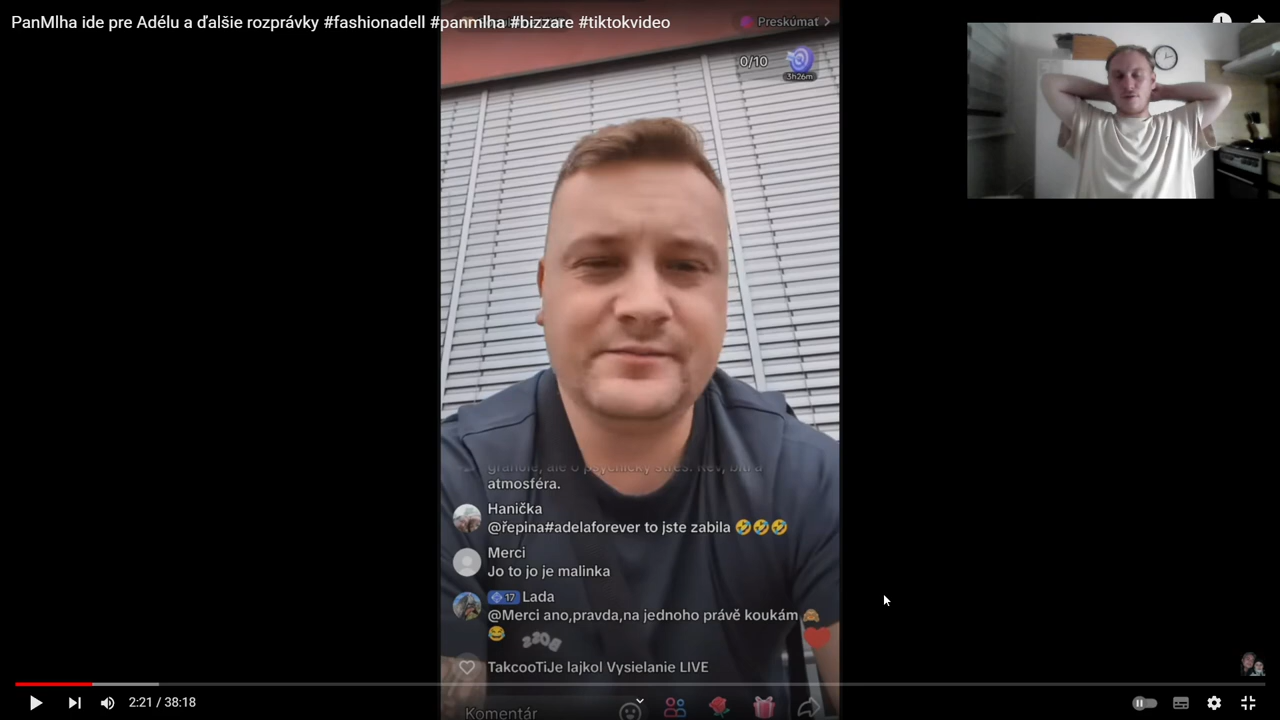 PanMlha ide pre Adélu a ďalšie rozprávky #fashionadell #panmlha #bizzare #tiktokvideo
Preskúmať
0/10
3h26m
atmosféra.
Hanička
@řepina#adelaforever to jste zabila 🤣🤣🤣
Merci
Jo to jo je malinka
17 Lada
@Merci ano,pravda,na jednoho právě koukám 🙈
😂
TakcooTiJe lajkol Vysielanie LIVE
Komentár
2:21 / 38:18